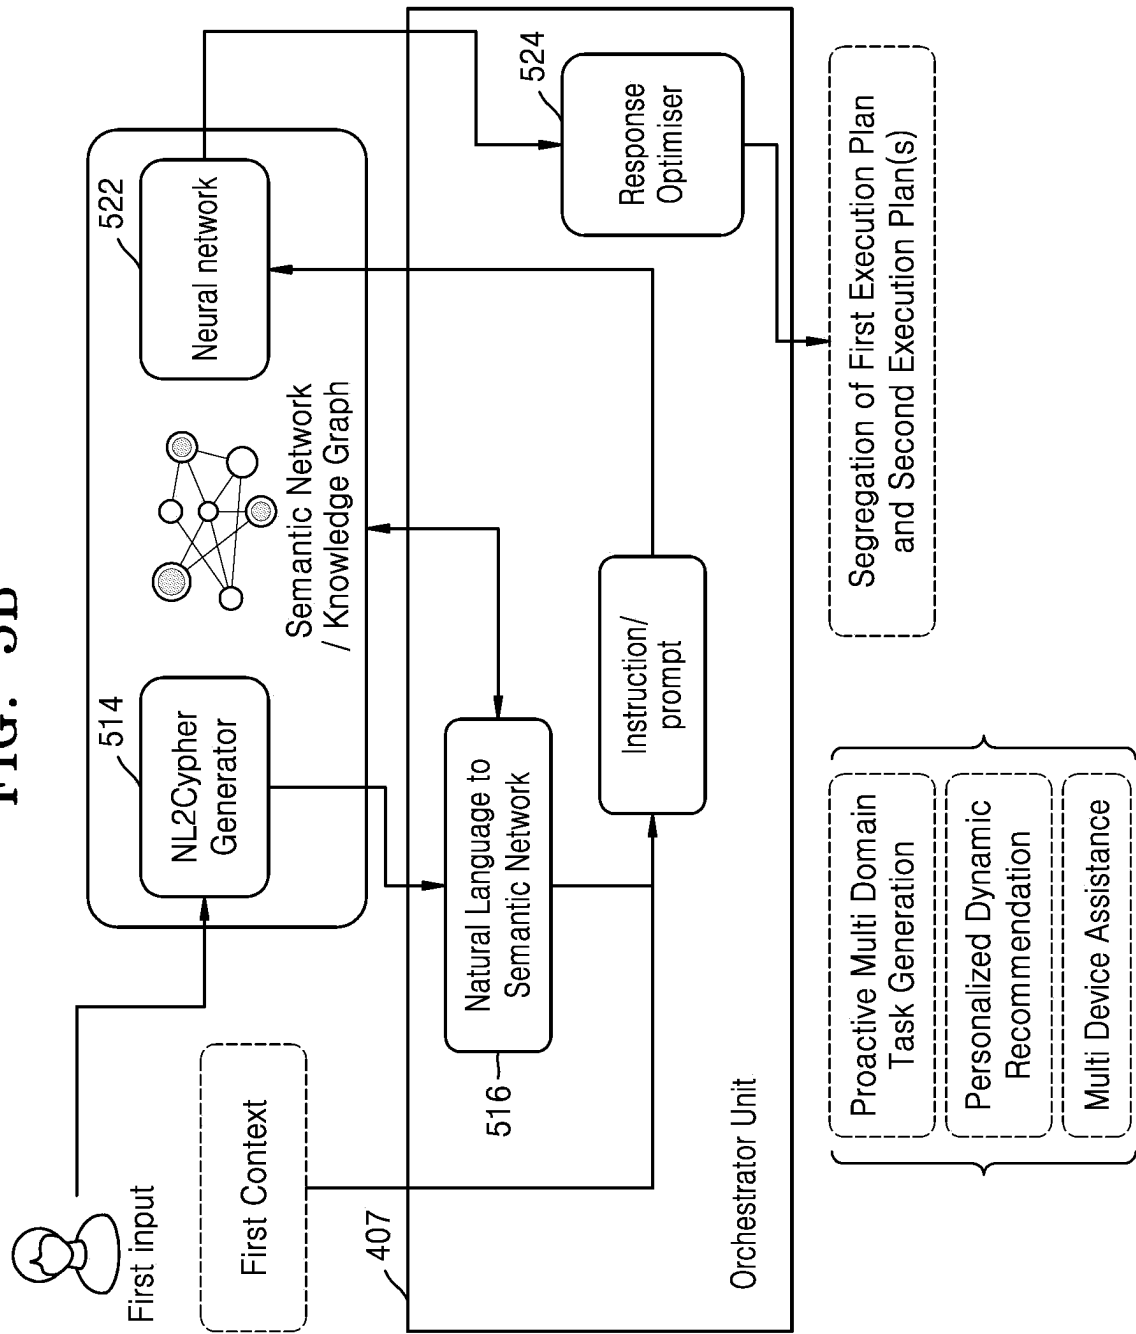 FIG.
First input
514
NL2Cypher
Generator
522
Neural network
Semantic Network
/ Knowledge Graph
First Context
407
516
Natural Language to
Semantic Network
524
Response
Optimiser
Instruction/
prompt
Orchestrator Unit
Proactive Multi Domain
Task Generation
Personalized Dynamic
Recommendation
Multi Device Assistance
Segregation of First Execution Plan
and Second Execution Plan(s)